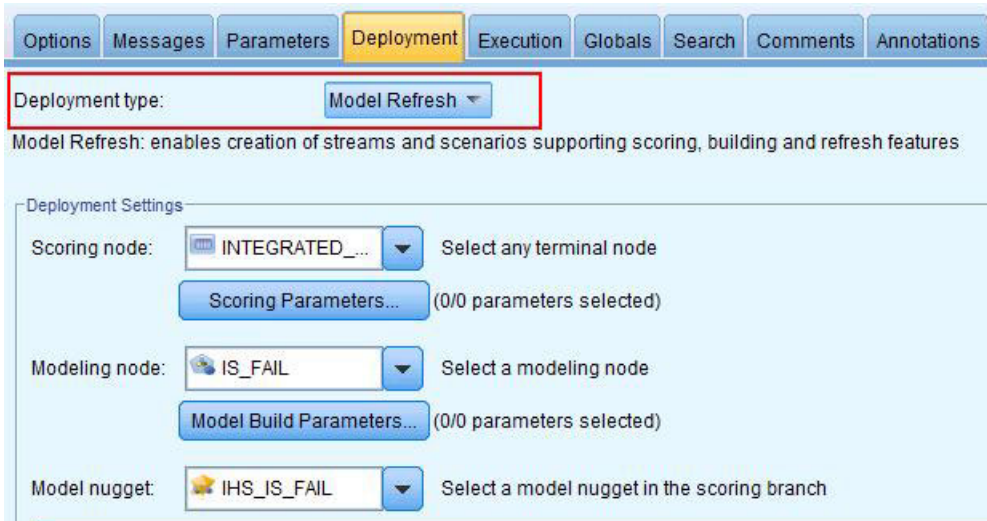 Options Messages Parameters Deployment Execution Globals Search Comments Annotations
Deployment type: Model Refresh
Model Refresh: enables creation of streams and scenarios supporting scoring, building and refresh features
Deployment Settings
Scoring node: INTEGRATED_... Select any terminal node
Scoring Parameters... (0/0 parameters selected)
Modeling node: IS_FAIL Select a modeling node
Model Build Parameters... (0/0 parameters selected)
Model nugget: IHS_IS_FAIL Select a model nugget in the scoring branch